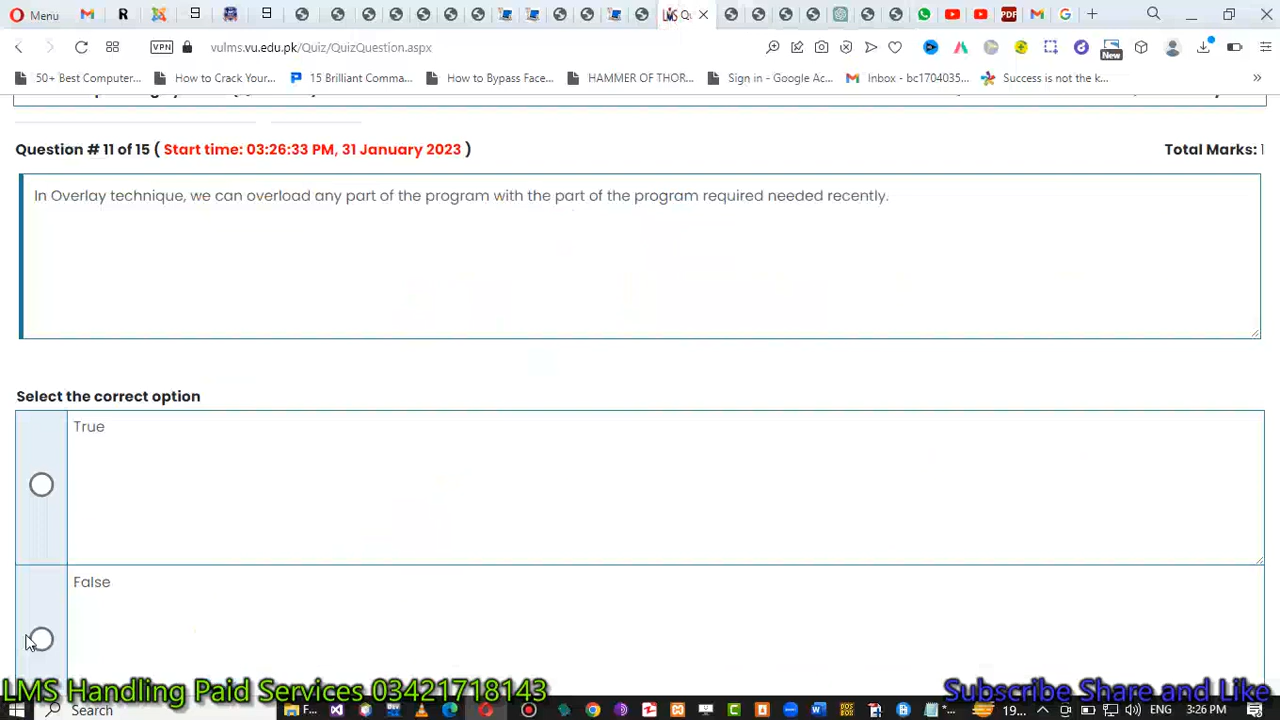 Menu
VPN
vulms.vu.edu.pk/Quiz/QuizQuestion.aspx
New
50+ Best Computer...
How to Crack Your...
15 Brilliant Comma...
How to Bypass Face...
HAMMER OF THOR...
Sign in - Google Ac...
Inbox - bc1704035...
Success is not the k...
Question # 11 of 15 ( Start time: 03:26:33 PM, 31 January 2023 )
Total Marks: 1
In Overlay technique, we can overload any part of the program with the part of the program required needed recently.
Select the correct option
True
False
LMS Handling Paid Services 03421718143
Subscribe Share and Like
Search
F...
19...
ENG
3:26 PM